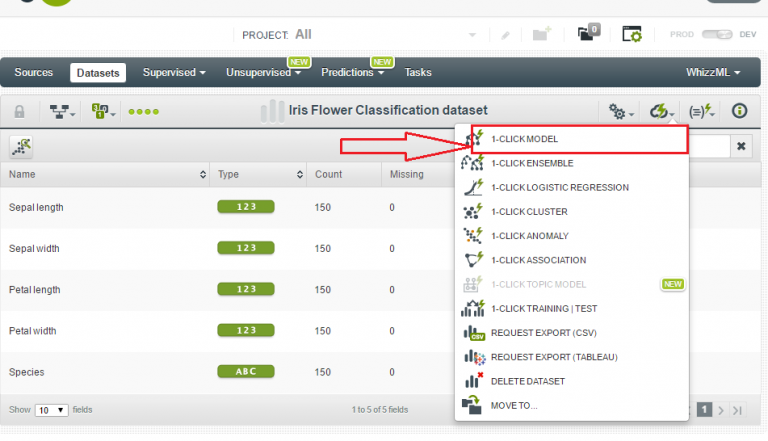 PROJECT: All
0
PROD DEV
Sources Datasets Supervised Unsupervised NEW Predictions NEW Tasks WhizzML
Iris Flower Classification dataset
Name Type Count Missing
Sepal length 123 150 0
Sepal width 123 150 0
Petal length 123 150 0
Petal width 123 150 0
Species ABC 150 0
1-CLICK MODEL
1-CLICK ENSEMBLE
1-CLICK LOGISTIC REGRESSION
1-CLICK CLUSTER
1-CLICK ANOMALY
1-CLICK ASSOCIATION
1-CLICK TOPIC MODEL NEW
1-CLICK TRAINING | TEST
CSV REQUEST EXPORT (CSV)
REQUEST EXPORT (TABLEAU)
DELETE DATASET
MOVE TO...
Show 10 fields 1 to 5 of 5 fields 1